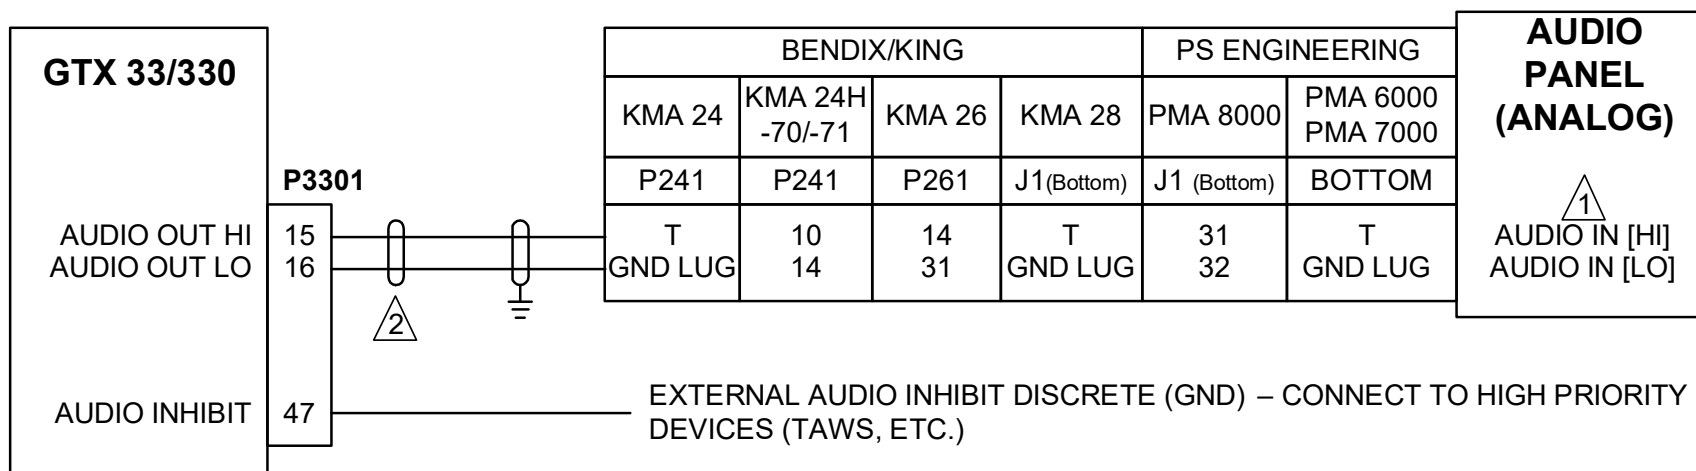 GTX 33/330
P3301
AUDIO OUT HI 15
AUDIO OUT LO 16
2
AUDIO INHIBIT 47
BENDIX/KING PS ENGINEERING
KMA 24 KMA 24H -70/-71 KMA 26 KMA 28 PMA 8000 PMA 6000 PMA 7000
P241 P241 P261 J1(Bottom) J1 (Bottom) BOTTOM
T 10 14 T 31 T
GND LUG 14 31 GND LUG 32 GND LUG
AUDIO
PANEL
(ANALOG)
1
AUDIO IN [HI]
AUDIO IN [LO]
EXTERNAL AUDIO INHIBIT DISCRETE (GND) – CONNECT TO HIGH PRIORITY
DEVICES (TAWS, ETC.)